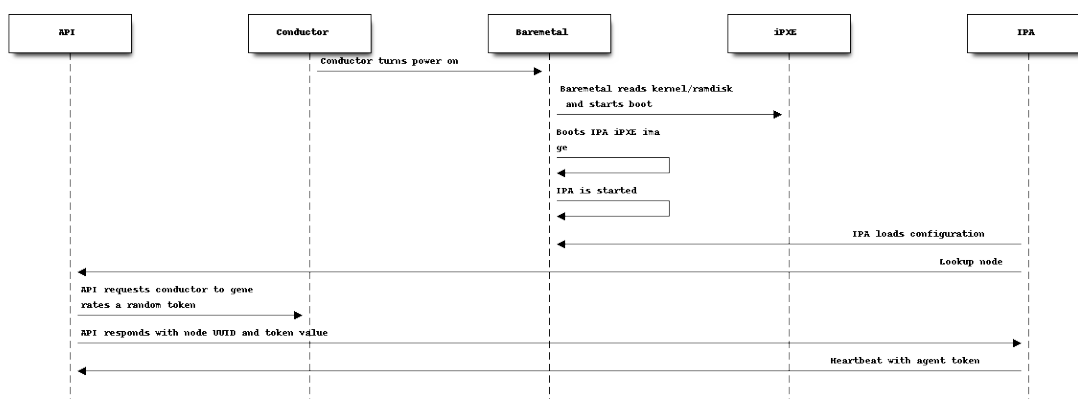 API
Conductor
Baremetal
iPXE
IPA
Conductor turns power on
Baremetal reads kernel/ramdisk
and starts boot
Boots IPA iPXE ima
ge
IPA is started
IPA loads configuration
Lookup node
API requests conductor to gene
rates a random token
API responds with node UUID and token value
Heartbeat with agent token